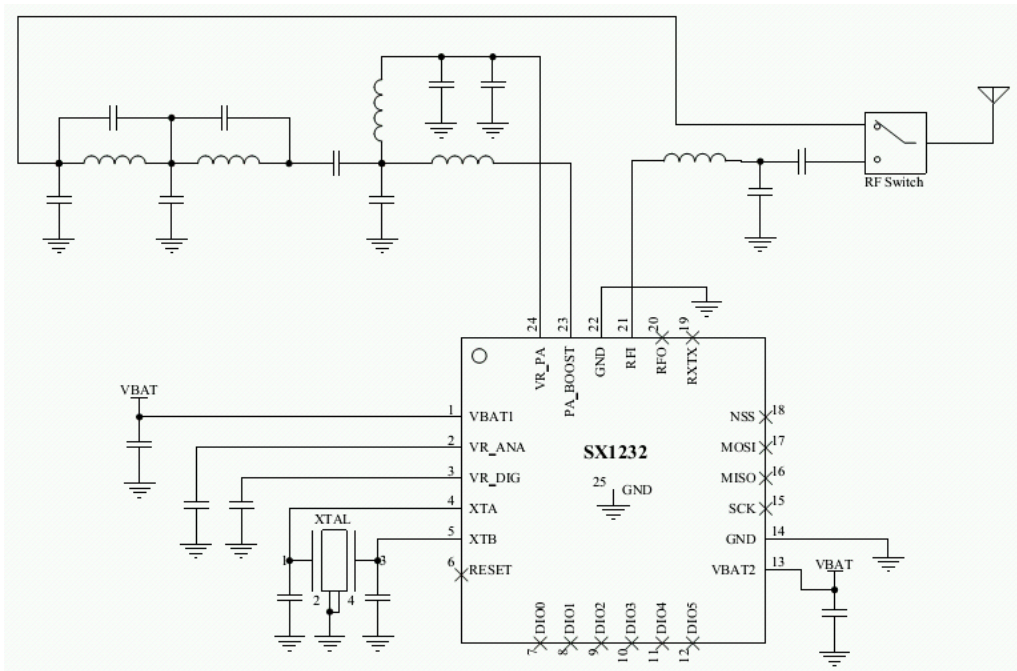 RF Switch
24
23
22
21
20
19
VR_PA
PA_BOOST
GND
RFI
RFO
RXTX
VBAT
1
VBAT1
NSS
18
2
VR_ANA
MOSI
17
SX1232
3
VR_DIG
MISO
16
25
GND
4
XTA
SCK
15
XTAL
5
XTB
GND
14
1
3
6
RESET
VBAT2
13
VBAT
2
4
DIO0
DIO1
DIO2
DIO3
DIO4
DIO5
7
8
9
10
11
12